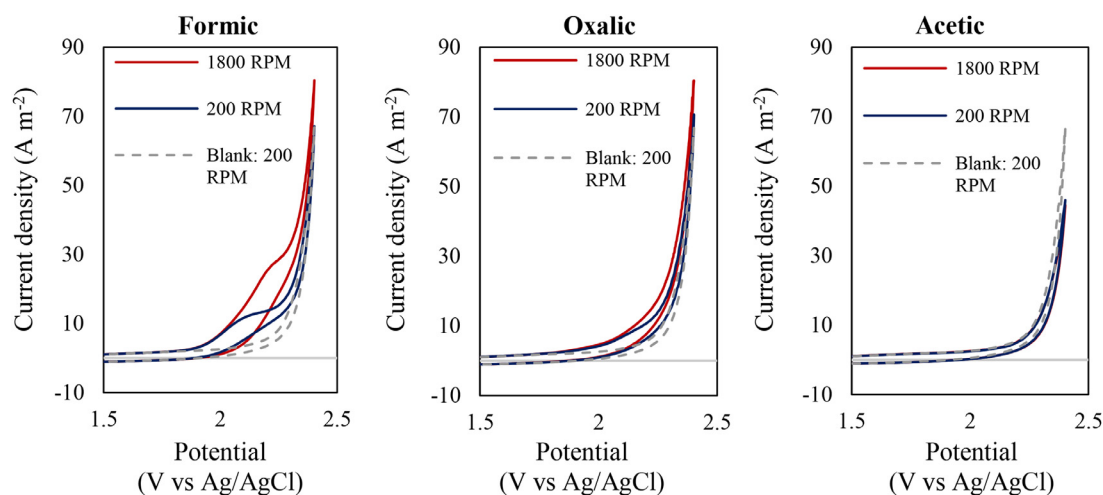 Formic
90
70
50
30
10
-10
1.5
2
2.5
Current density (A m⁻²)
1800 RPM
200 RPM
Blank: 200
RPM
Potential
(V vs Ag/AgCl)
Oxalic
90
70
50
30
10
-10
1.5
2
2.5
Current density (A m⁻²)
1800 RPM
200 RPM
Blank: 200
RPM
Potential
(V vs Ag/AgCl)
Acetic
90
70
50
30
10
-10
1.5
2
2.5
Current density (A m⁻²)
1800 RPM
200 RPM
Blank: 200
RPM
Potential
(V vs Ag/AgCl)